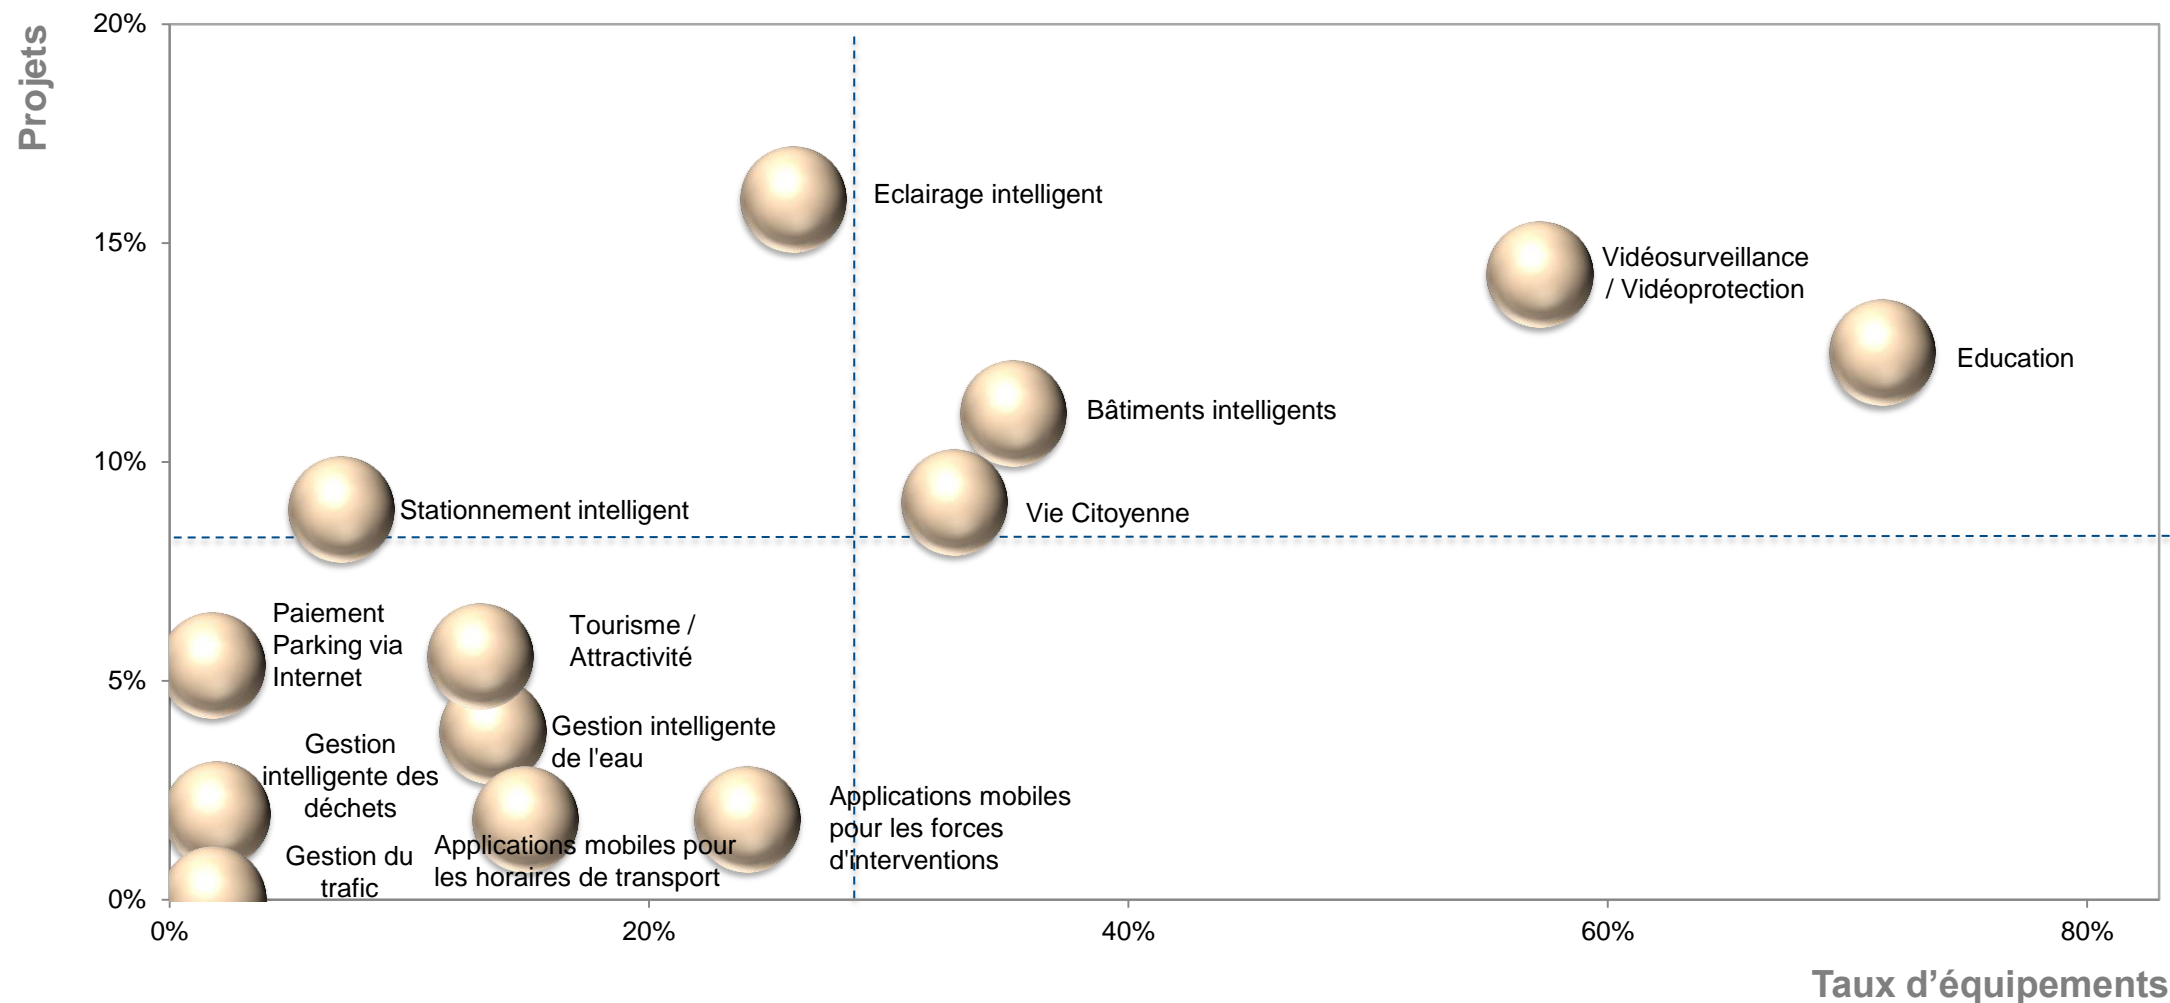 Projets
20%
15%
10%
5%
0%
Eclairage intelligent
Vidéosurveillance
/ Vidéoprotection
Education
Bâtiments intelligents
Stationnement intelligent
Vie Citoyenne
Paiement
Parking via
Internet
Tourisme /
Attractivité
Gestion intelligente
de l'eau
Gestion
intelligente des
déchets
Applications mobiles
pour les forces
d'interventions
Applications mobiles pour
les horaires de transport
Gestion du
trafic
0%
20%
40%
60%
80%
Taux d’équipements